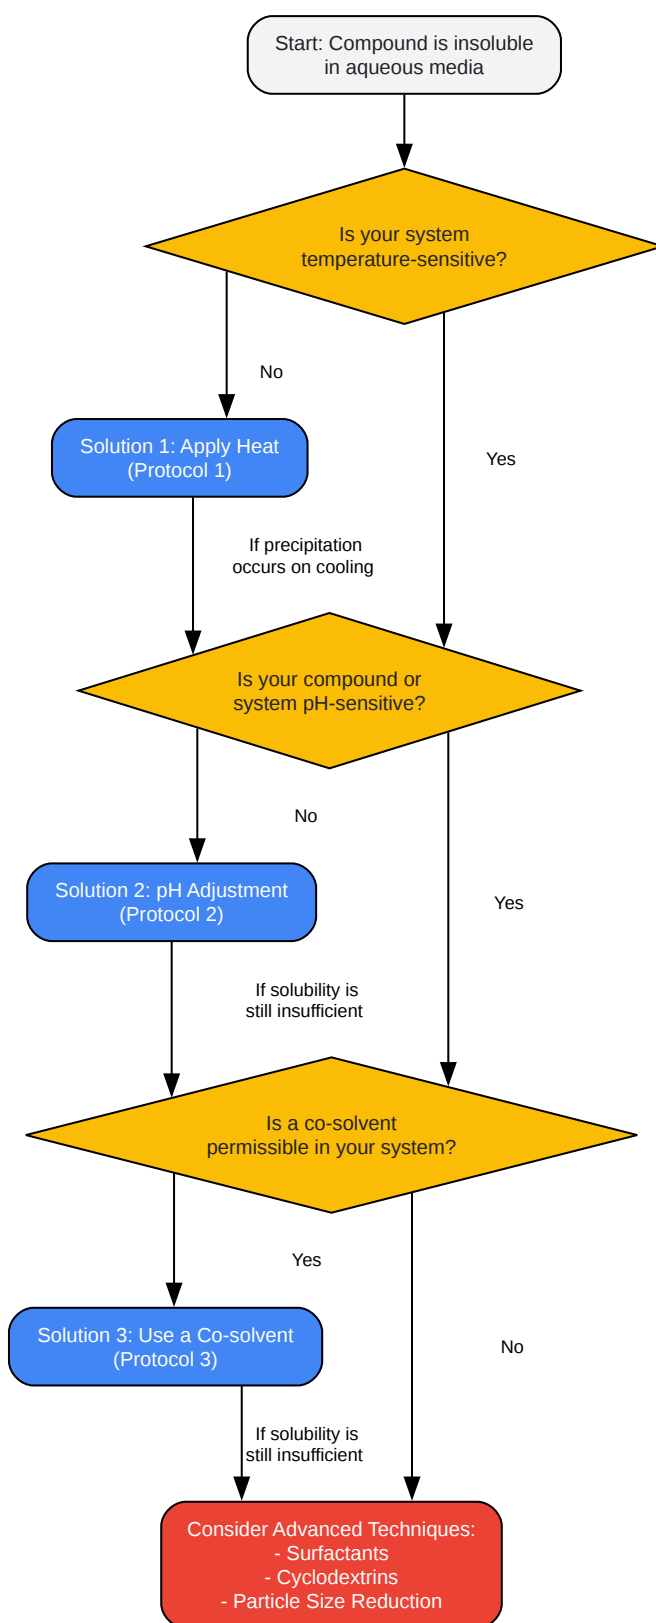 Start: Compound is insoluble
in aqueous media
Is your system
temperature-sensitive?
No
Solution 1: Apply Heat
(Protocol 1)
Yes
If precipitation
occurs on cooling
Is your compound or
system pH-sensitive?
No
Solution 2: pH Adjustment
(Protocol 2)
Yes
If solubility is
still insufficient
Is a co-solvent
permissible in your system?
Yes
Solution 3: Use a Co-solvent
(Protocol 3)
No
If solubility is
still insufficient
Consider Advanced Techniques:
- Surfactants
- Cyclodextrins
- Particle Size Reduction